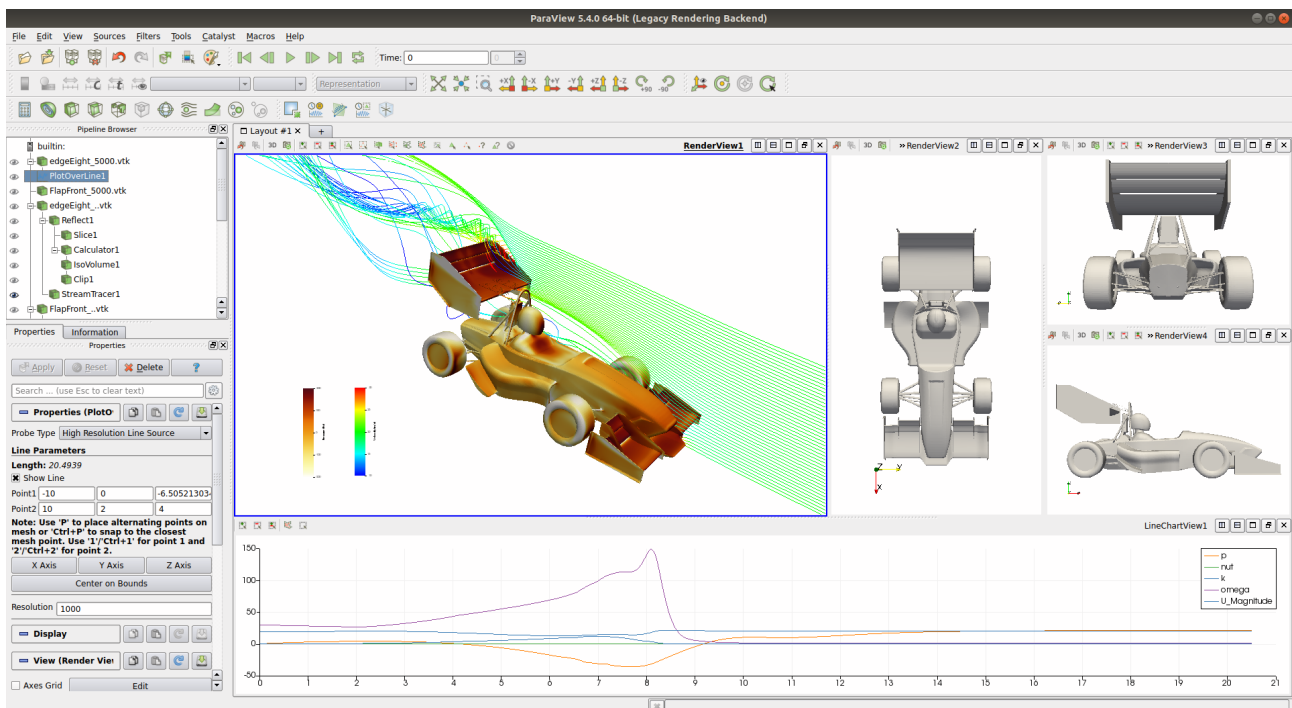 ParaView 5.4.0 64-bit (Legacy Rendering Backend)
File Edit View Sources Filters Tools Catalyst Macros Help
Time: 0 0
Representation +X -X +Y -Y +Z -Z +90 -90
Pipeline Browser
Layout #1 × +
builtin:
3D RenderView1
3D »RenderView2
3D »RenderView3
edgeEight_5000.vtk
PlotOverLine1
FlapFront_5000.vtk
edgeEight_..vtk
Reflect1
Slice1
Calculator1
IsoVolume1
Clip1
StreamTracer1
FlapFront_..vtk
3D »RenderView4
Properties Information
Properties
Apply Reset Delete ?
Search ... (use Esc to clear text)
Properties (PlotO
Probe Type High Resolution Line Source
Line Parameters
Length: 20.4939
Show Line
Point1 -10 0 -6.50521303
Point2 10 2 4
Z Y
X
Note: Use 'P' to place alternating points on
mesh or 'Ctrl+P' to snap to the closest
mesh point. Use '1'/'Ctrl+1' for point 1 and
'2'/'Ctrl+2' for point 2.
X Axis Y Axis Z Axis
Center on Bounds
Resolution 1000
Display
View (Render Vie
Axes Grid Edit
LineChartView1
150
100
50
0
-50
0 1 2 3 4 5 6 7 8 9 10 11 12 13 14 15 16 17 18 19 20 21
p
nut
k
omega
U_Magnitude